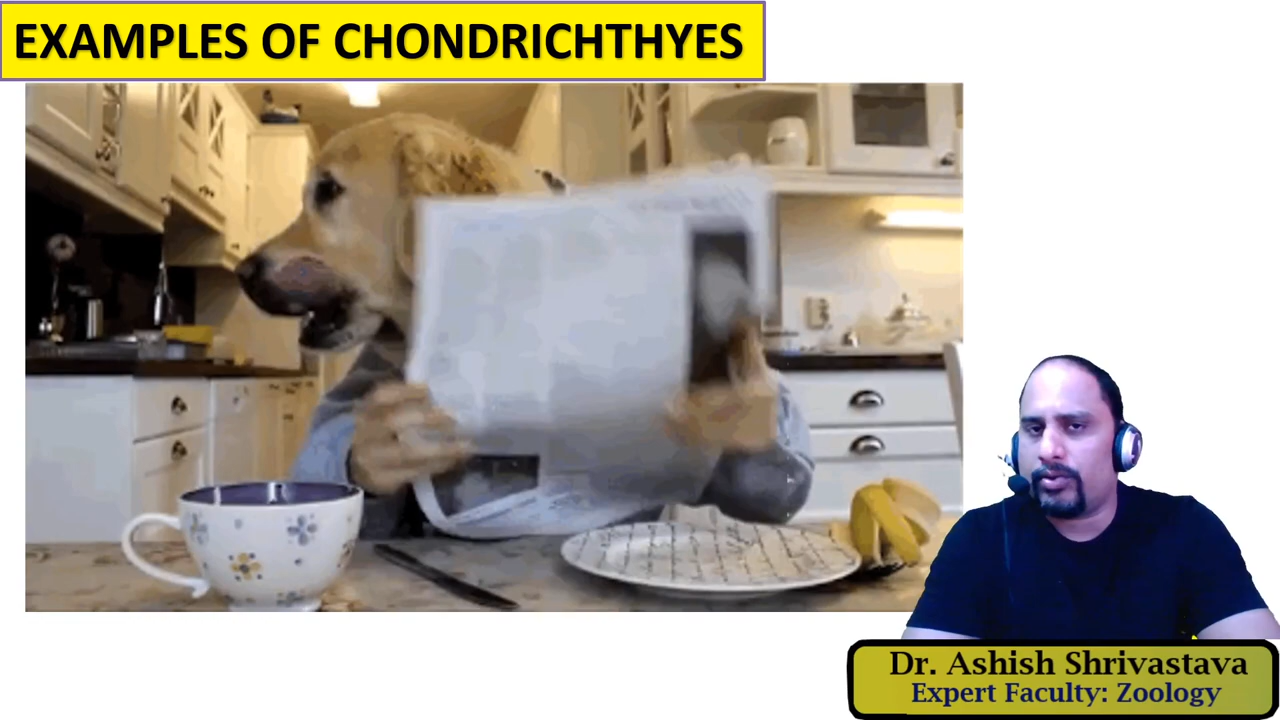 EXAMPLES OF CHONDRICHTHYES
Dr. Ashish Shrivastava
Expert Faculty: Zoology